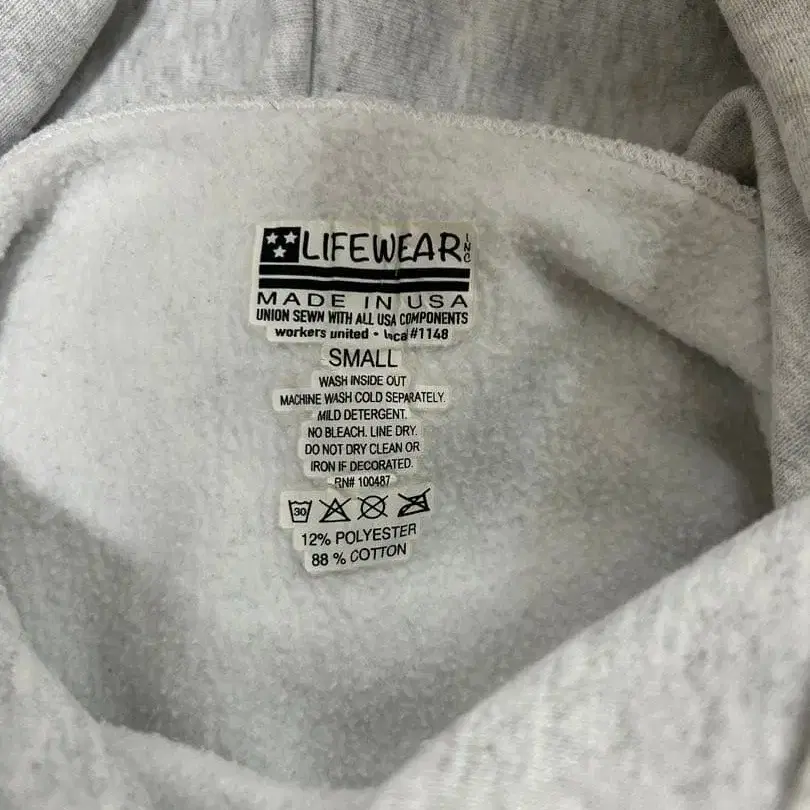 LIFEWEAR INC
MADE IN USA
UNION SEWN WITH ALL USA COMPONENTS
workers united • local #1148
SMALL
WASH INSIDE OUT
MACHINE WASH COLD SEPARATELY.
MILD DETERGENT.
NO BLEACH. LINE DRY.
DO NOT DRY CLEAN OR
IRON IF DECORATED.
RN# 100487
30
12% POLYESTER
88 % COTTON